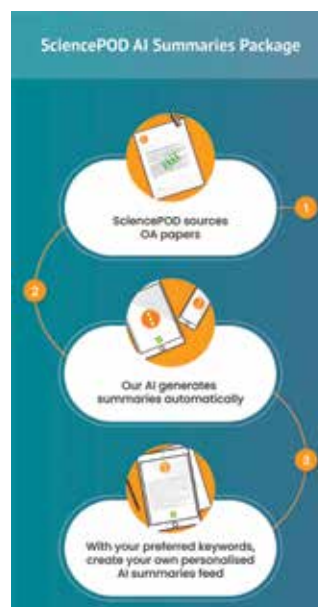 SciencePOD AI Summaries Package
1
SciencePOD sources
OA papers
2
Our AI generates
summaries automatically
3
With your preferred keywords,
create your own personalised
AI summaries feed